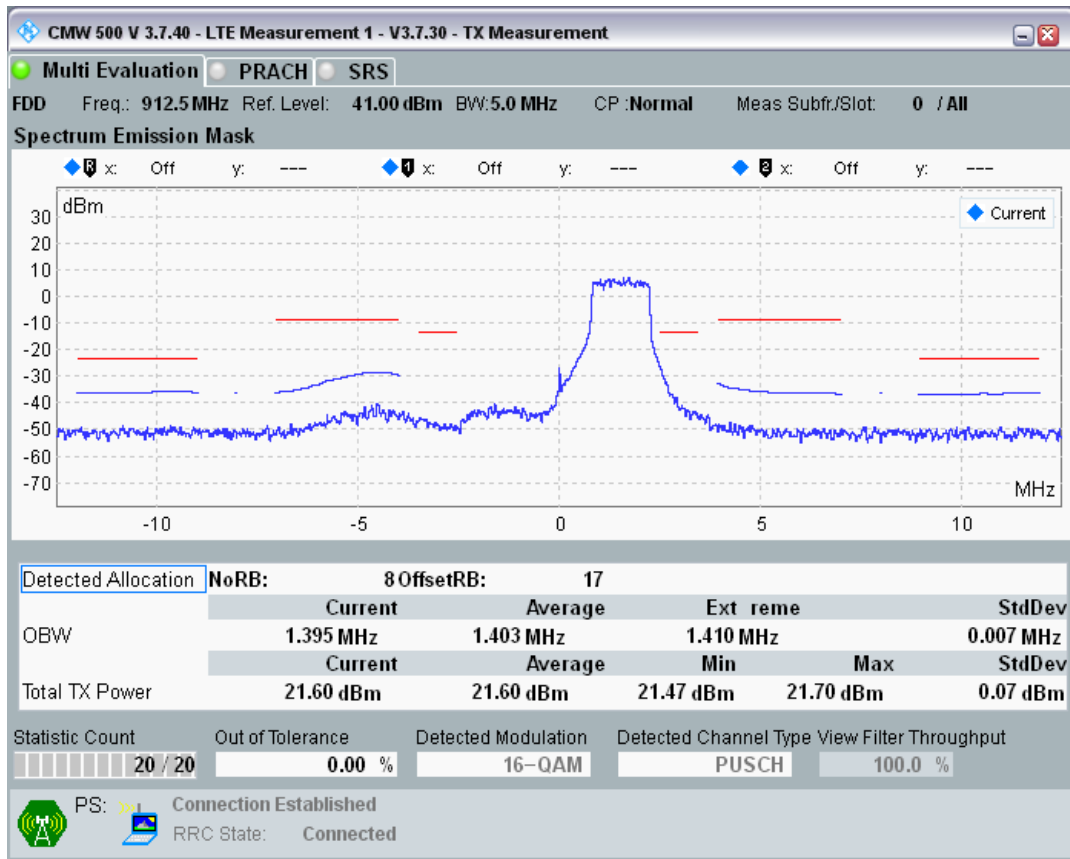 CMW 500 V 3.7.40 - LTE Measurement 1 - V3.7.30 - TX Measurement
Multi Evaluation PRACH SRS
FDD Freq.: 912.5 MHz Ref. Level: 41.00 dBm BW:5.0 MHz CP :Normal Meas Subfr./Slot: 0 / All
Spectrum Emission Mask
R x: Off y: --- 1 x: Off y: --- 2 x: Off y: ---
dBm
Current
30
20
10
0
-10
-20
-30
-40
-50
-60
-70
MHz
-10 -5 0 5 10
Detected Allocation NoRB: 8 OffsetRB: 17
Current Average Ext reme StdDev
OBW 1.395 MHz 1.403 MHz 1.410 MHz 0.007 MHz
Current Average Min Max StdDev
Total TX Power 21.60 dBm 21.60 dBm 21.47 dBm 21.70 dBm 0.07 dBm
Statistic Count Out of Tolerance Detected Modulation Detected Channel Type View Filter Throughput
20 / 20 0.00 % 16-QAM PUSCH 100.0 %
PS: Connection Established
RRC State: Connected